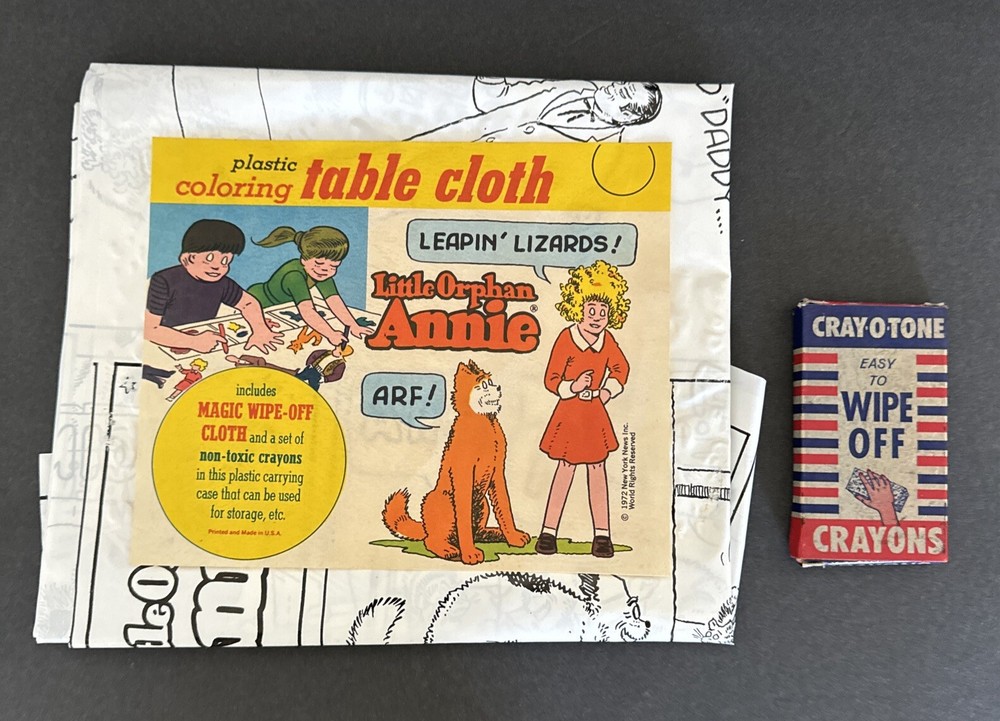 plastic
coloring table cloth
LEAPIN' LIZARDS!
Little Orphan
Annie®
ARF!
includes
MAGIC WIPE-OFF
CLOTH and a set of
non-toxic crayons
in this plastic carrying
case that can be used
for storage, etc.
Printed and Made in U.S.A.
© 1972 New York News Inc.
World Rights Reserved
"DADDY....
CRAY-O-TONE
EASY
TO
WIPE
OFF
CRAYONS